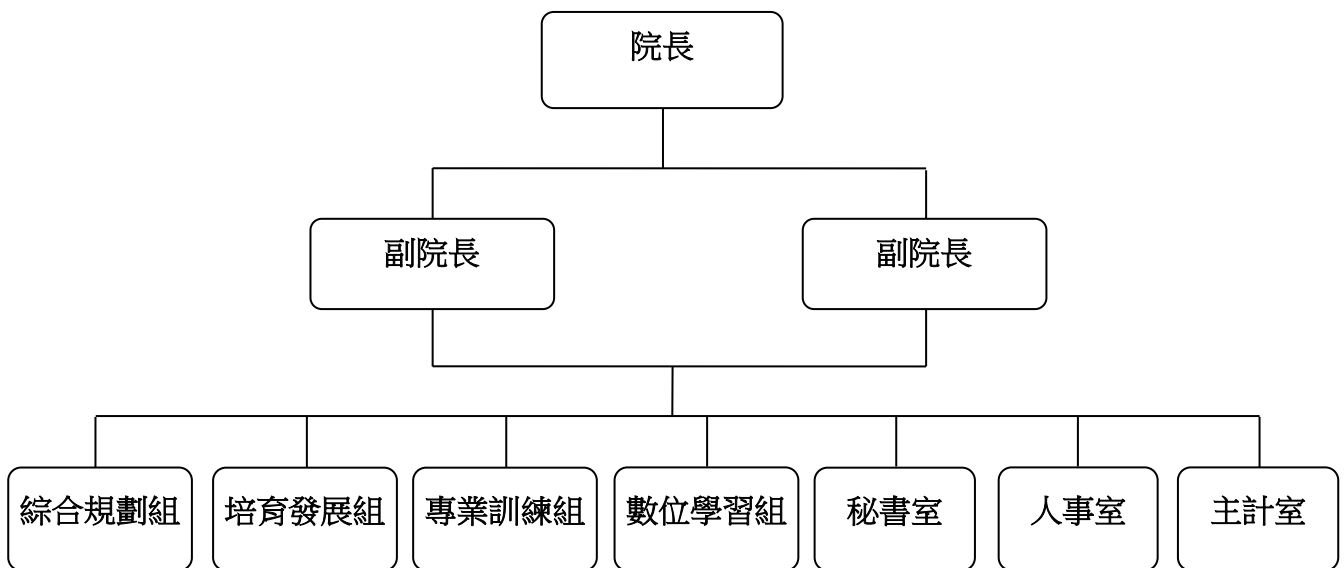 院長
副院長
副院長
綜合規劃組
培育發展組
專業訓練組
數位學習組
秘書室
人事室
主計室